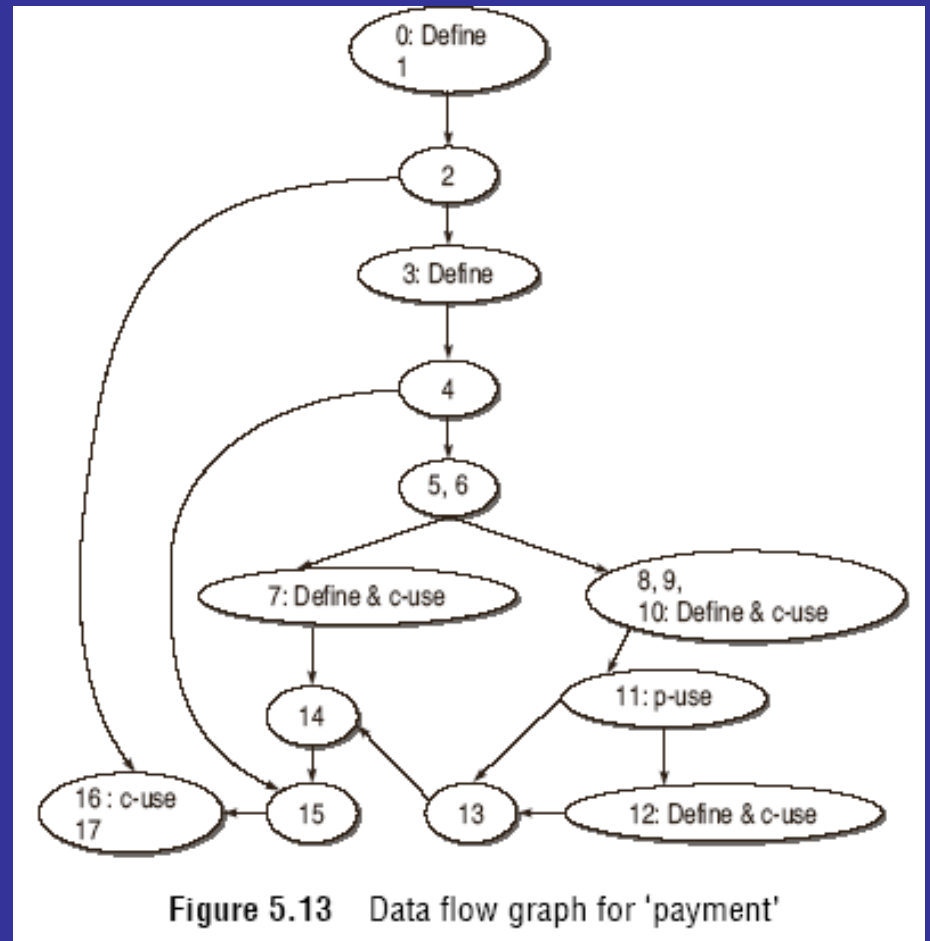 0: Define
1
2
3: Define
4
5, 6
7: Define & c-use
8, 9,
10: Define & c-use
11: p-use
14
16 : c-use
17
15
13
12: Define & c-use
Figure 5.13 Data flow graph for 'payment'